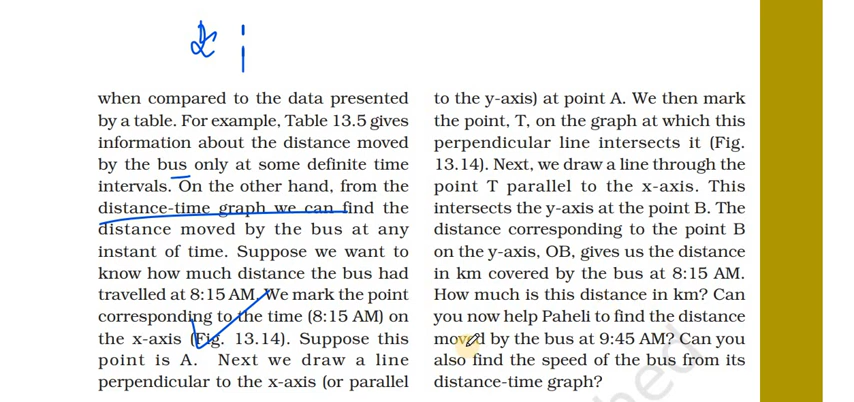 when compared to the data presented
by a table. For example, Table 13.5 gives
information about the distance moved
by the bus only at some definite time
intervals. On the other hand, from the
distance-time graph we can find the
distance moved by the bus at any
instant of time. Suppose we want to
know how much distance the bus had
travelled at 8:15 AM. We mark the point
corresponding to the time (8:15 AM) on
the x-axis (Fig. 13.14). Suppose this
point is A. Next we draw a line
perpendicular to the x-axis (or parallel
to the y-axis) at point A. We then mark
the point, T, on the graph at which this
perpendicular line intersects it (Fig.
13.14). Next, we draw a line through the
point T parallel to the x-axis. This
intersects the y-axis at the point B. The
distance corresponding to the point B
on the y-axis, OB, gives us the distance
in km covered by the bus at 8:15 AM.
How much is this distance in km? Can
you now help Paheli to find the distance
moved by the bus at 9:45 AM? Can you
also find the speed of the bus from its
distance-time graph?